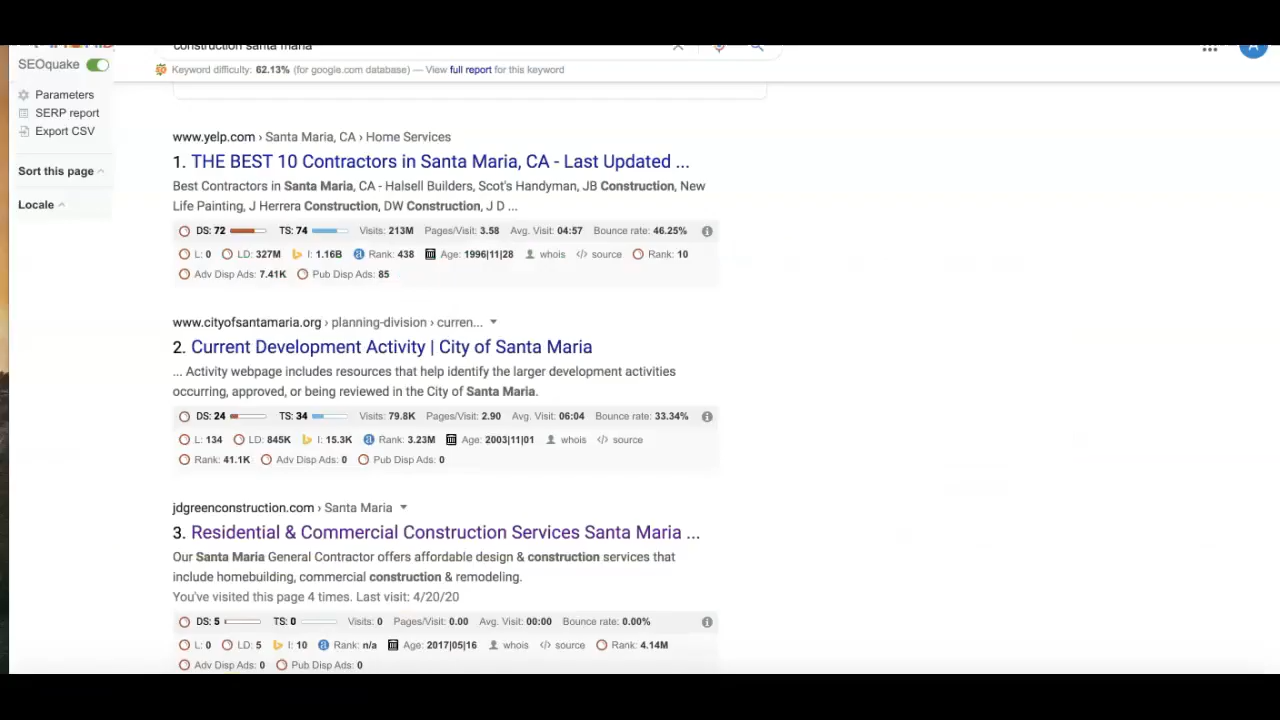 construction santa maria
SEOquake
Keyword difficulty: 62.13% (for google.com database) — View full report for this keyword
Parameters
SERP report
Export CSV
Sort this page
Locale
www.yelp.com › Santa Maria, CA › Home Services
1. THE BEST 10 Contractors in Santa Maria, CA - Last Updated ...
Best Contractors in Santa Maria, CA - Halsell Builders, Scot's Handyman, JB Construction, New
Life Painting, J Herrera Construction, DW Construction, J D ...
DS: 72 TS: 74 Visits: 213M Pages/Visit: 3.58 Avg. Visit: 04:57 Bounce rate: 46.25%
L: 0 LD: 327M I: 1.16B Rank: 438 Age: 1996|11|28 whois </> source Rank: 10
Adv Disp Ads: 7.41K Pub Disp Ads: 85
www.cityofsantamaria.org › planning-division › curren...
2. Current Development Activity | City of Santa Maria
... Activity webpage includes resources that help identify the larger development activities
occurring, approved, or being reviewed in the City of Santa Maria.
DS: 24 TS: 34 Visits: 79.8K Pages/Visit: 2.90 Avg. Visit: 06:04 Bounce rate: 33.34%
L: 134 LD: 845K I: 15.3K Rank: 3.23M Age: 2003|11|01 whois </> source
Rank: 41.1K Adv Disp Ads: 0 Pub Disp Ads: 0
jdgreenconstruction.com › Santa Maria
3. Residential & Commercial Construction Services Santa Maria ...
Our Santa Maria General Contractor offers affordable design & construction services that
include homebuilding, commercial construction & remodeling.
You've visited this page 4 times. Last visit: 4/20/20
DS: 5 TS: 0 Visits: 0 Pages/Visit: 0.00 Avg. Visit: 00:00 Bounce rate: 0.00%
L: 0 LD: 5 I: 10 Rank: n/a Age: 2017|05|16 whois </> source Rank: 4.14M
Adv Disp Ads: 0 Pub Disp Ads: 0